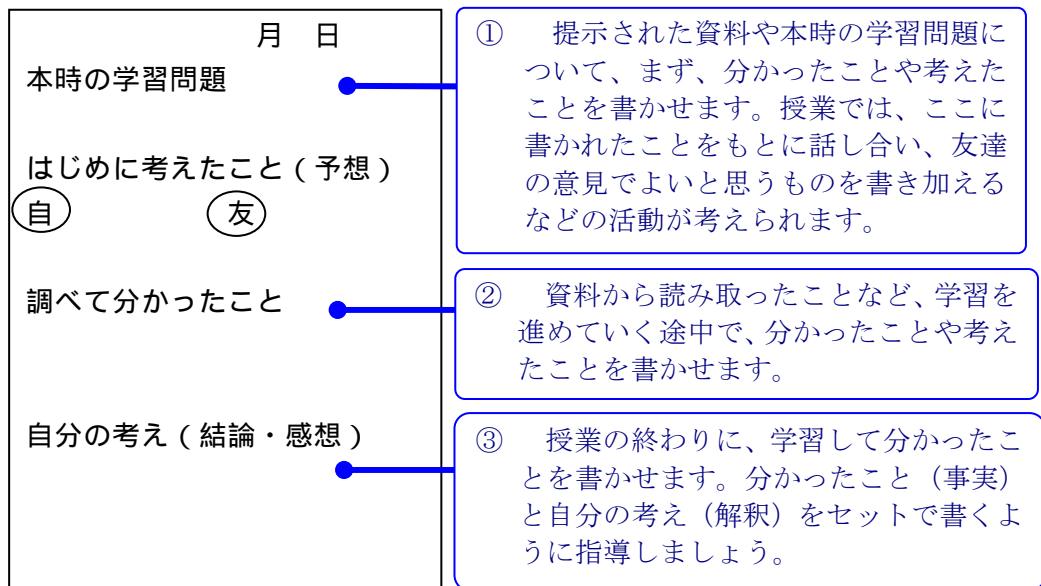 月 日
本時の学習問題
はじめに考えたこと（予想）
自 友
調べて分かったこと
自分の考え（結論・感想）
① 提示された資料や本時の学習問題に
ついて、まず、分かったことや考えた
ことを書かせます。授業では、ここに
書かれたことをもとに話し合い、友達
の意見でよいと思うものを書き加える
などの活動が考えられます。
② 資料から読み取ったことなど、学習を
進めていく途中で、分かったことや考え
たことを書かせます。
③ 授業の終わりに、学習して分かったこ
とを書かせます。分かったこと（事実）
と自分の考え（解釈）をセットで書くよ
うに指導しましょう。